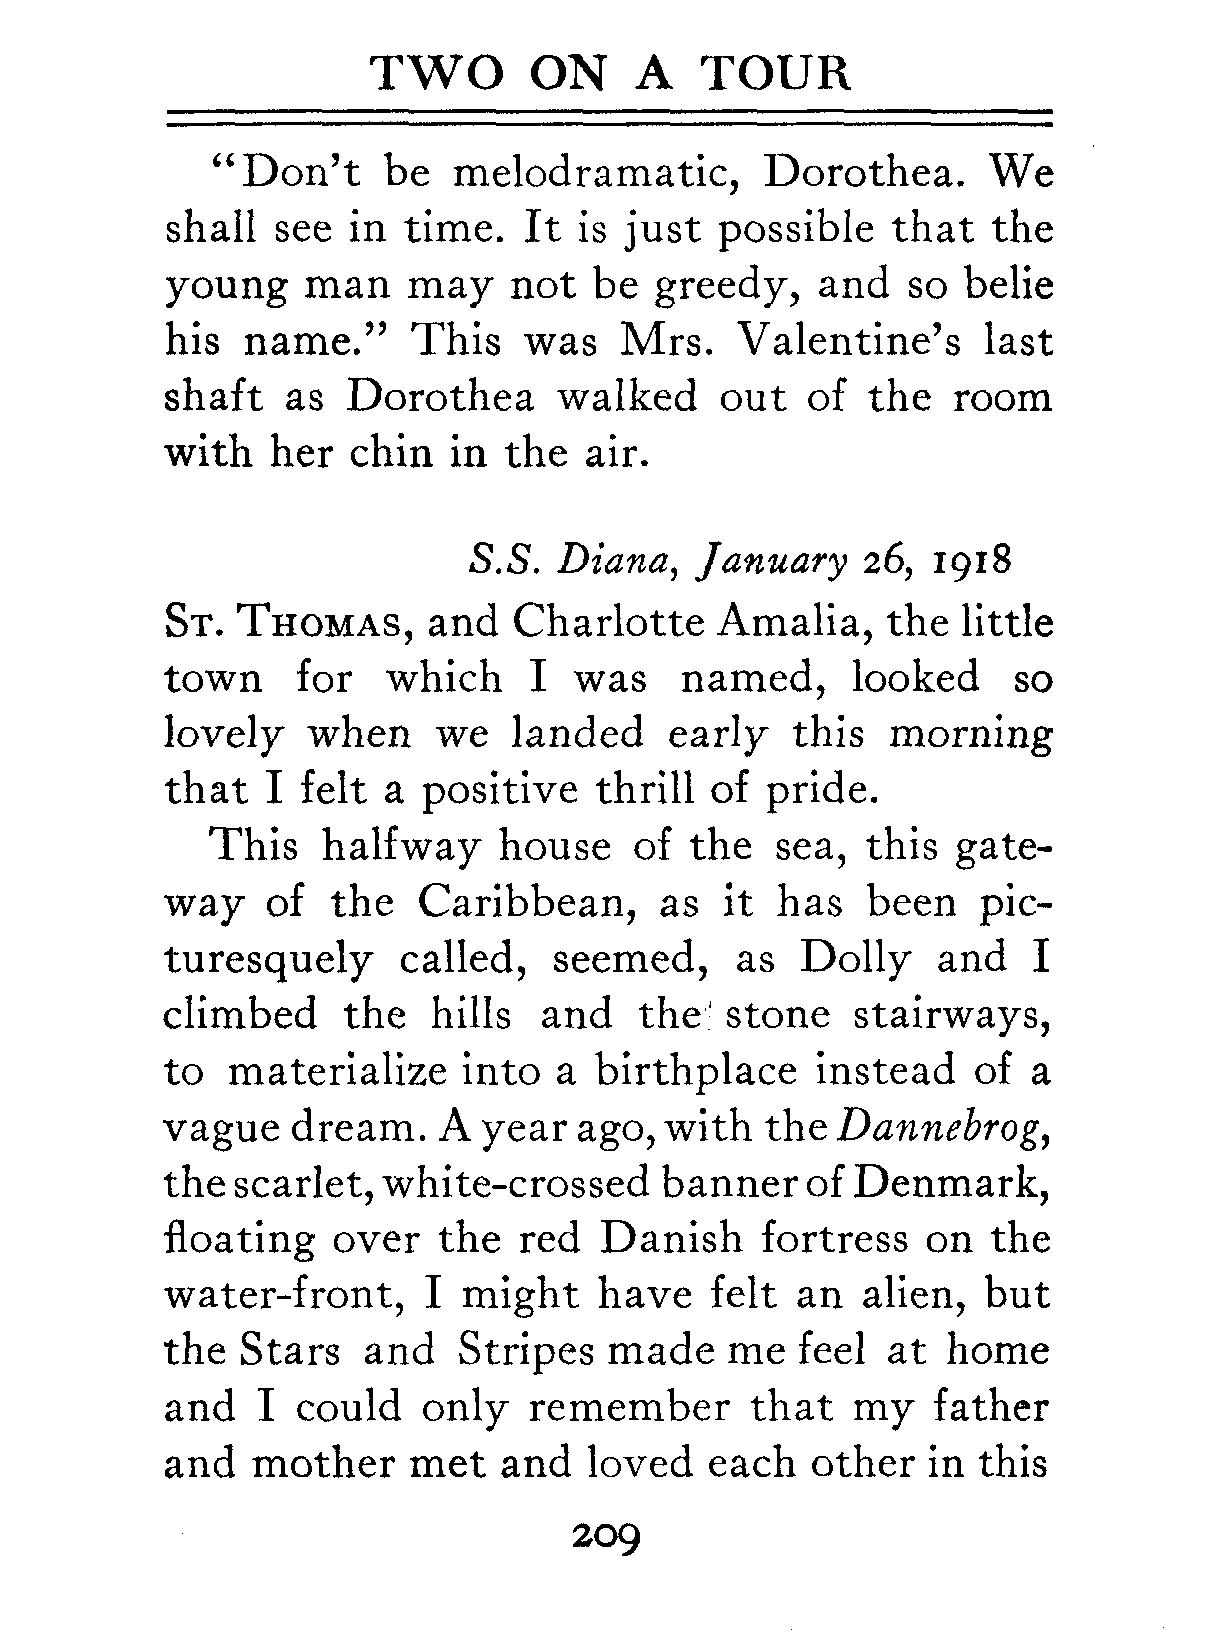 TWO ON A TOUR
“Don’t be melodramatic, Dorothea. We
shall see in time. It is just possible that the
young man may not be greedy, and so belie
his name.” This was Mrs. Valentine’s last
shaft as Dorothea walked out of the room
with her chin in the air.
S.S. Diana, January 26, 1918
St. Thomas, and Charlotte Amalia, the little
town for which I was named, looked so
lovely when we landed early this morning
that I felt a positive thrill of pride.
This halfway house of the sea, this gate-
way of the Caribbean, as it has been pic-
turesquely called, seemed, as Dolly and I
climbed the hills and the stone stairways,
to materialize into a birthplace instead of a
vague dream. A year ago, with the Dannebrog,
the scarlet, white-crossed banner of Denmark,
floating over the red Danish fortress on the
water-front, I might have felt an alien, but
the Stars and Stripes made me feel at home
and I could only remember that my father
and mother met and loved each other in this
209